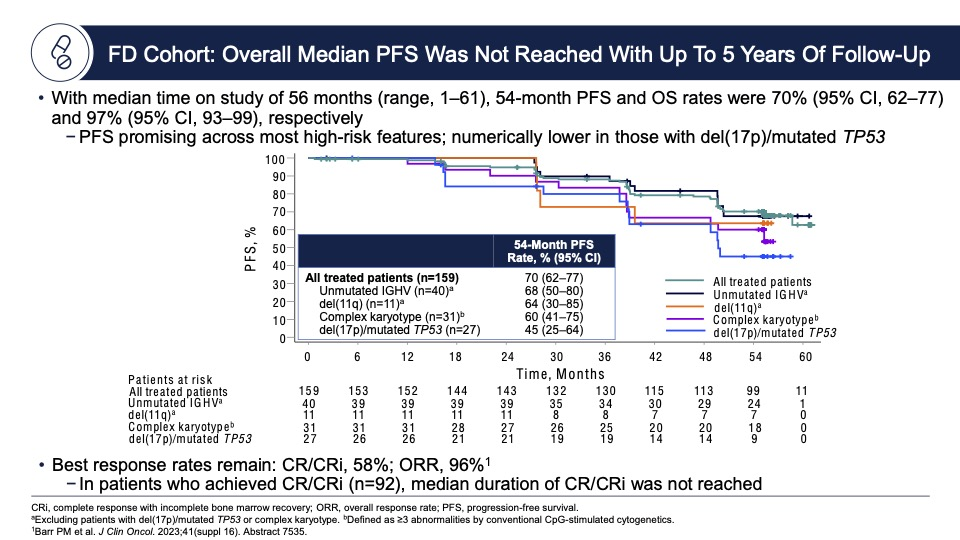 FD Cohort: Overall Median PFS Was Not Reached With Up To 5 Years Of Follow-Up
• With median time on study of 56 months (range, 1–61), 54-month PFS and OS rates were 70% (95% CI, 62–77)
and 97% (95% CI, 93–99), respectively
– PFS promising across most high-risk features; numerically lower in those with del(17p)/mutated TP53
PFS, %
100
90
80
70
60
50
40
30
20
10
0
54-Month PFS
Rate, % (95% CI)
All treated patients (n=159) 70 (62–77)
Unmutated IGHV (n=40)ᵃ 68 (50–80)
del(11q) (n=11)ᵃ 64 (30–85)
Complex karyotype (n=31)ᵇ 60 (41–75)
del(17p)/mutated TP53 (n=27) 45 (25–64)
All treated patients
Unmutated IGHVᵃ
del(11q)ᵃ
Complex karyotypeᵇ
del(17p)/mutated TP53
0 6 12 18 24 30 36 42 48 54 60
Time, Months
Patients at risk
All treated patients 159 153 152 144 143 132 130 115 113 99 11
Unmutated IGHVᵃ 40 39 39 39 39 35 34 30 29 24 1
del(11q)ᵃ 11 11 11 11 11 8 8 7 7 7 0
Complex karyotypeᵇ 31 31 31 28 27 26 25 20 20 18 0
del(17p)/mutated TP53 27 26 26 21 21 19 19 14 14 9 0
• Best response rates remain: CR/CRi, 58%; ORR, 96%¹
– In patients who achieved CR/CRi (n=92), median duration of CR/CRi was not reached
CRi, complete response with incomplete bone marrow recovery; ORR, overall response rate; PFS, progression-free survival.
ᵃExcluding patients with del(17p)/mutated TP53 or complex karyotype. ᵇDefined as ≥3 abnormalities by conventional CpG-stimulated cytogenetics.
¹Barr PM et al. J Clin Oncol. 2023;41(suppl 16). Abstract 7535.